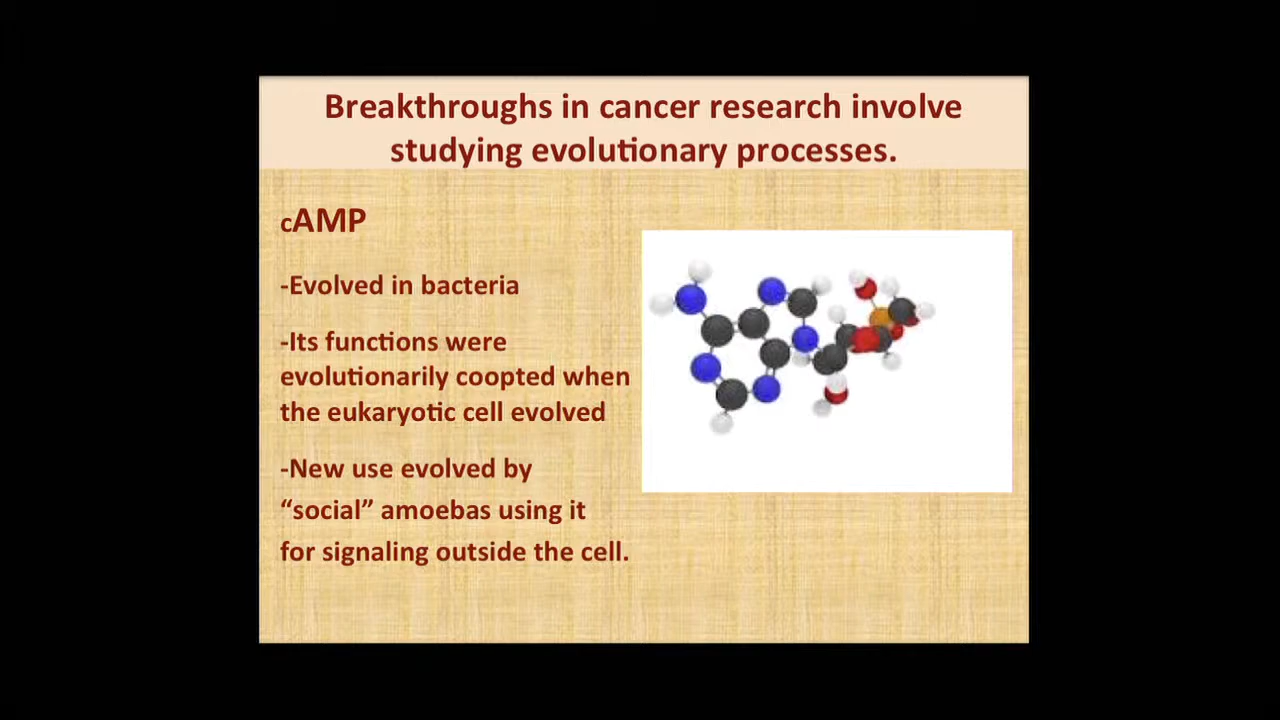 Breakthroughs in cancer research involve
studying evolutionary processes.
cAMP
-Evolved in bacteria
-Its functions were
evolutionarily coopted when
the eukaryotic cell evolved
-New use evolved by
“social” amoebas using it
for signaling outside the cell.